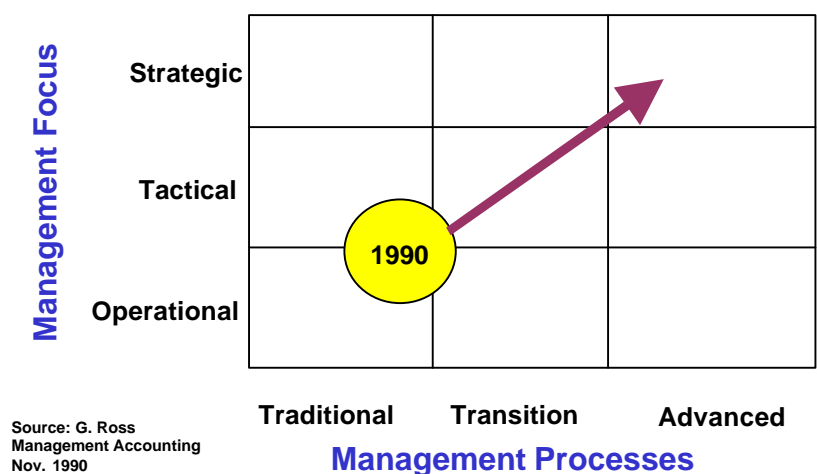 Management Focus
Strategic
Tactical
1990
Operational
Traditional
Transition
Advanced
Source: G. Ross
Management Accounting
Nov. 1990
Management Processes